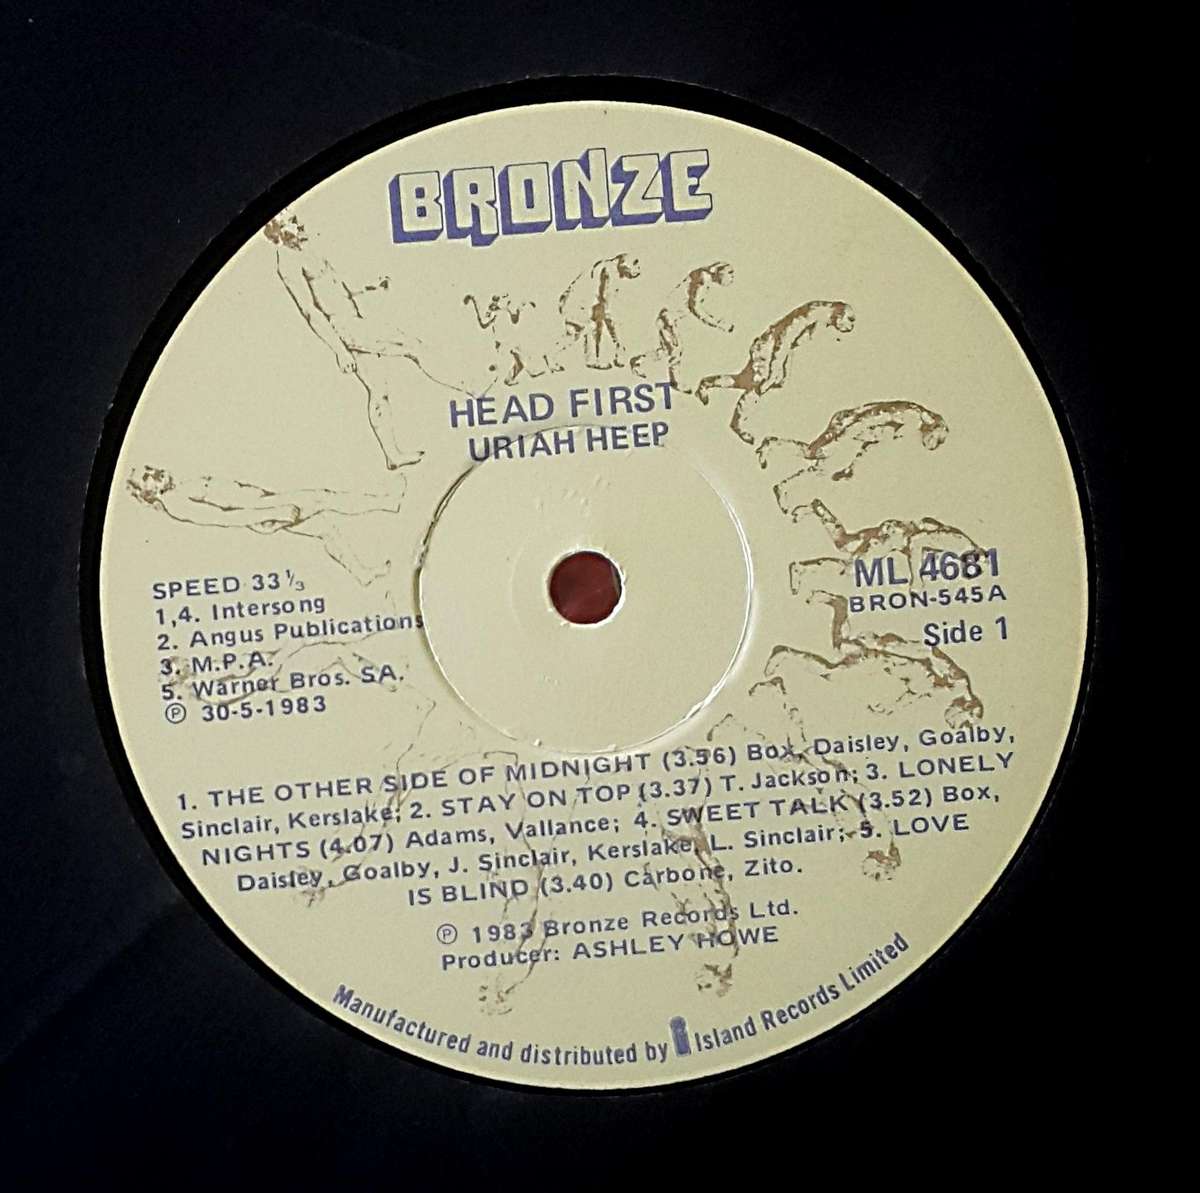 BRONZE
HEAD FIRST
URIAH HEEP
SPEED 33⅓
1,4. Intersong
2. Angus Publications
3. M.P.A.
5. Warner Bros. SA.
℗ 30-5-1983
ML 4681
BRON-545A
Side 1
1. THE OTHER SIDE OF MIDNIGHT (3.56) Box, Daisley, Goalby,
Sinclair, Kerslake; 2. STAY ON TOP (3.37) T. Jackson; 3. LONELY
NIGHTS (4.07) Adams, Vallance; 4. SWEET TALK (3.52) Box,
Daisley, Goalby, J. Sinclair, Kerslake, L. Sinclair; 5. LOVE
IS BLIND (3.40) Carbone, Zito.
℗ 1983 Bronze Records Ltd.
Producer: ASHLEY HOWE
Manufactured and distributed by Island Records Limited